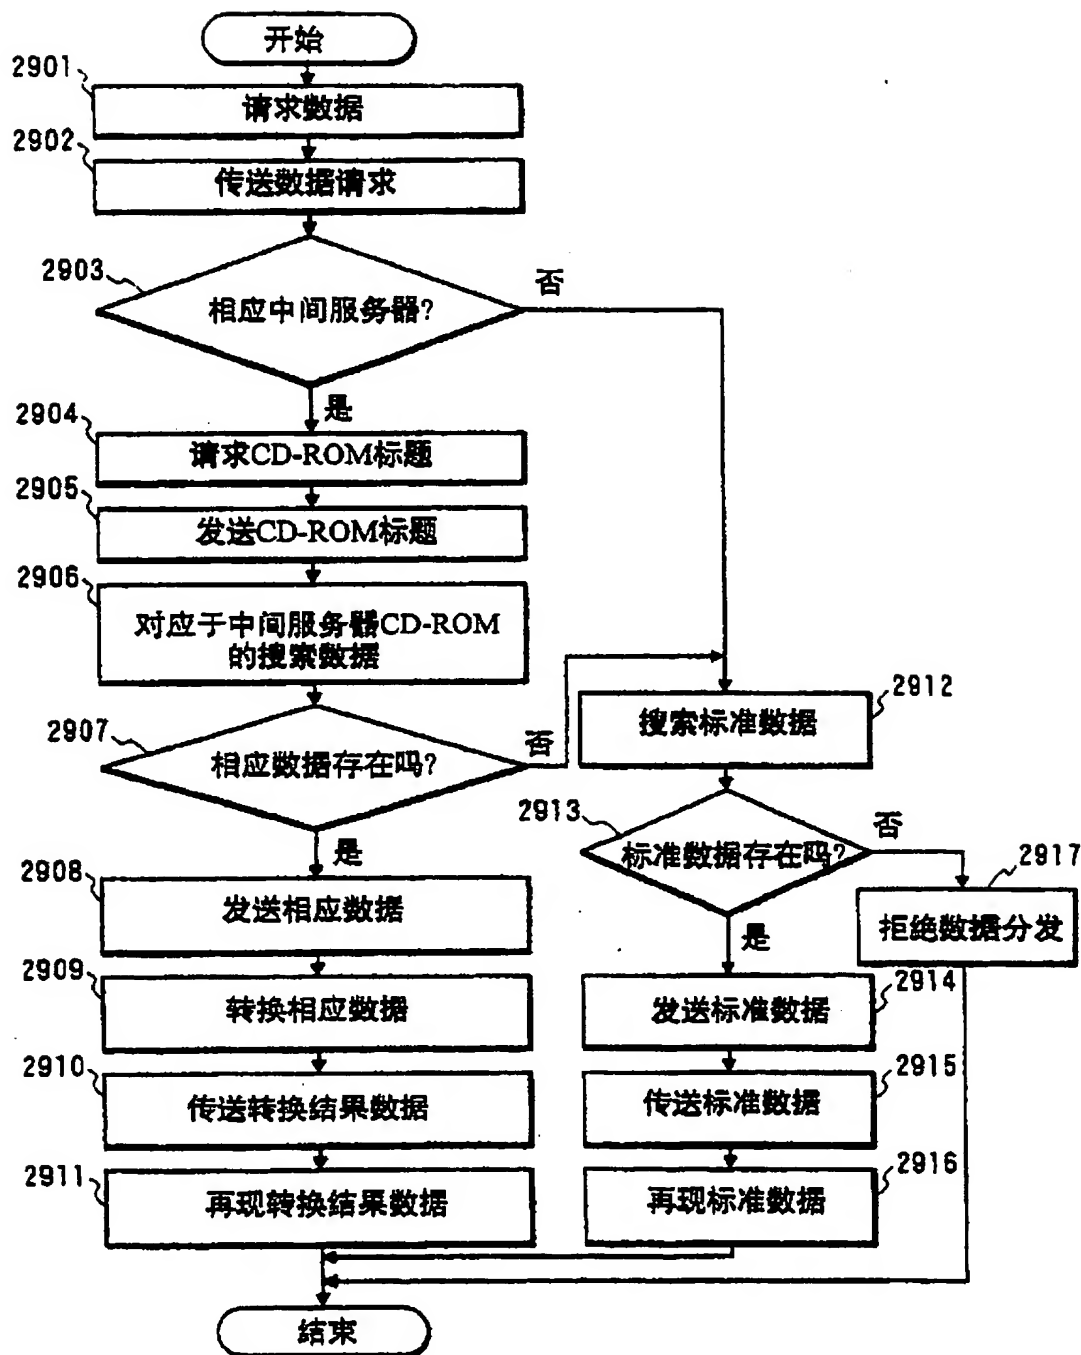 开始
2901
请求数据
2902
传送数据请求
2903
相应中间服务器?
否
是
2904
请求CD-ROM标题
2905
发送CD-ROM标题
2906
对应于中间服务器CD-ROM
的搜索数据
2907
相应数据存在吗?
否
是
2908
发送相应数据
2909
转换相应数据
2910
传送转换结果数据
2911
再现转换结果数据
2912
搜索标准数据
2913
标准数据存在吗?
否
是
2917
拒绝数据分发
2914
发送标准数据
2915
传送标准数据
2916
再现标准数据
结束